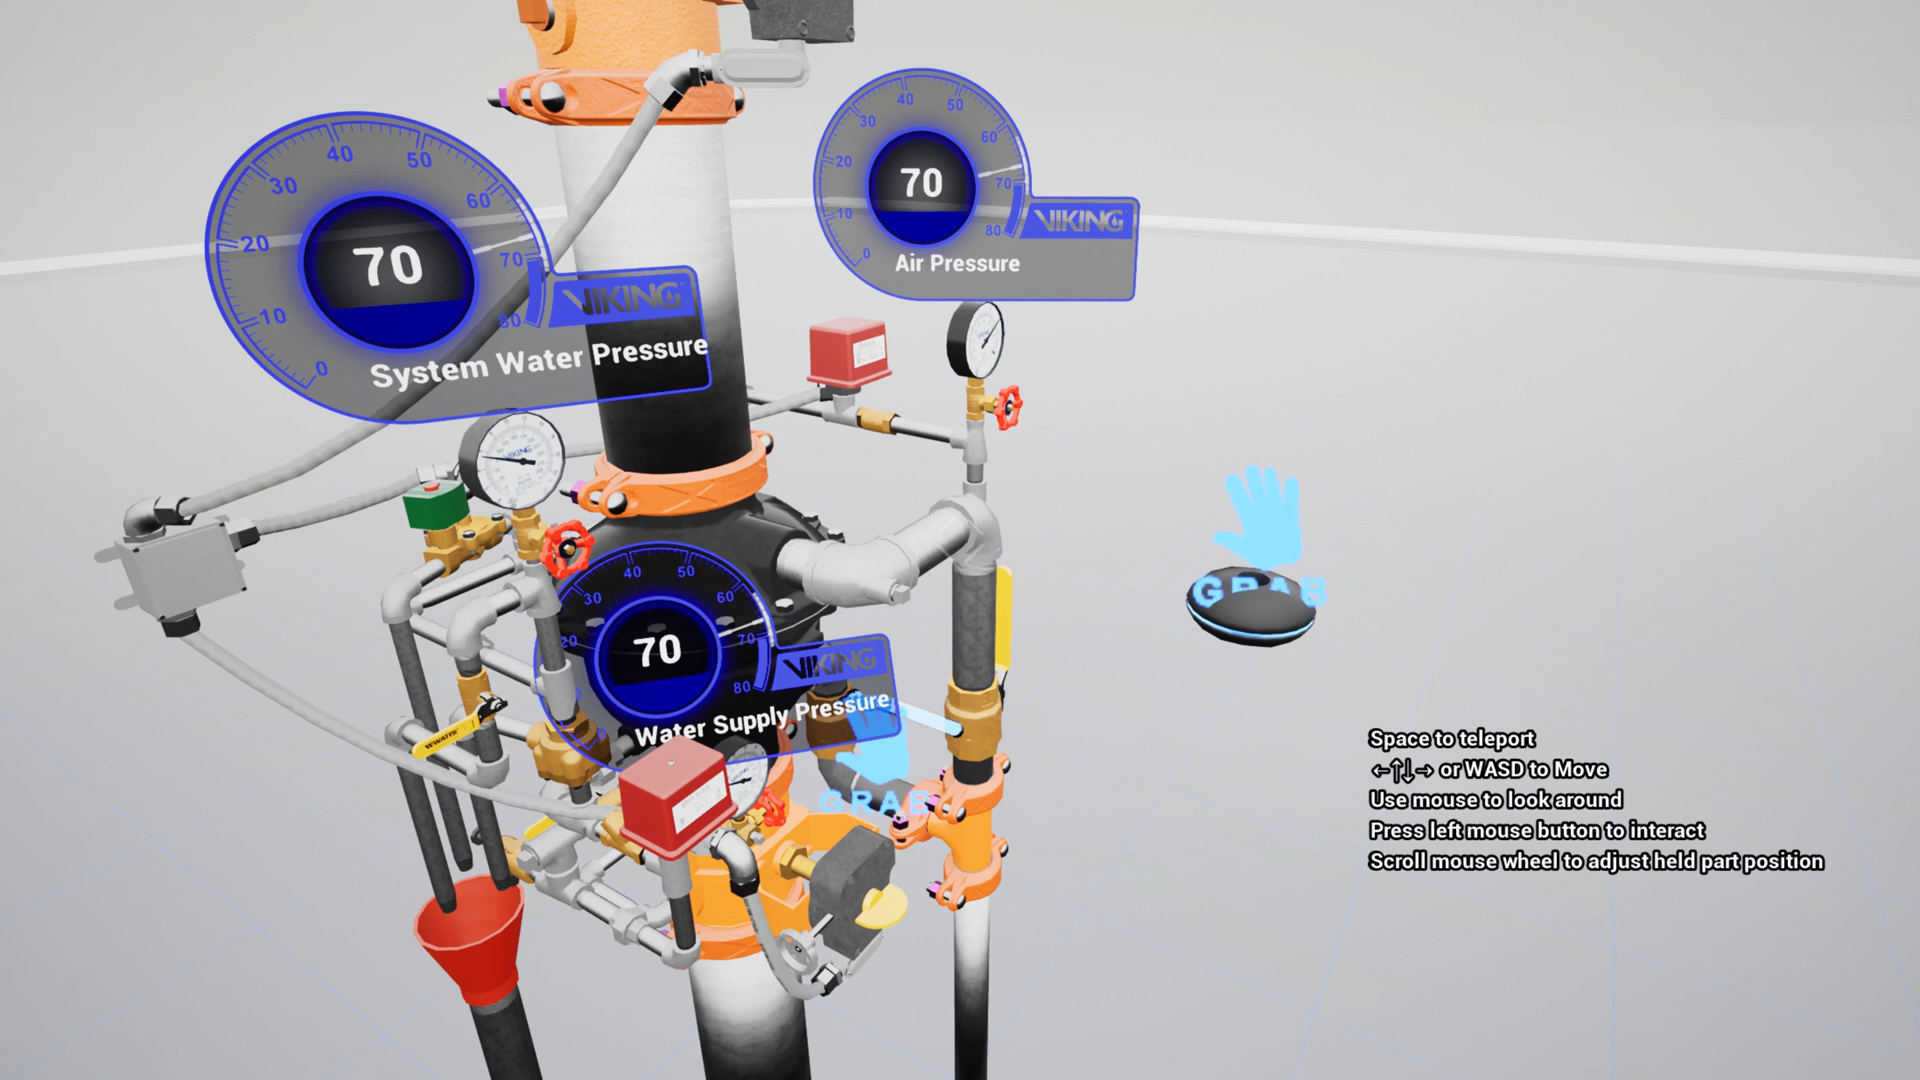 40
50
30
60
20
70
70
10
80
VIKING
0
System Water Pressure
40
50
30
60
20
70
70
10
80
VIKING
0
Air Pressure
VIKING
GRAB
40
50
30
60
20
70
70
80
VIKING
Water Supply Pressure
WATTS
GRAB
Space to teleport
←↑↓→ or WASD to Move
Use mouse to look around
Press left mouse button to interact
Scroll mouse wheel to adjust held part position